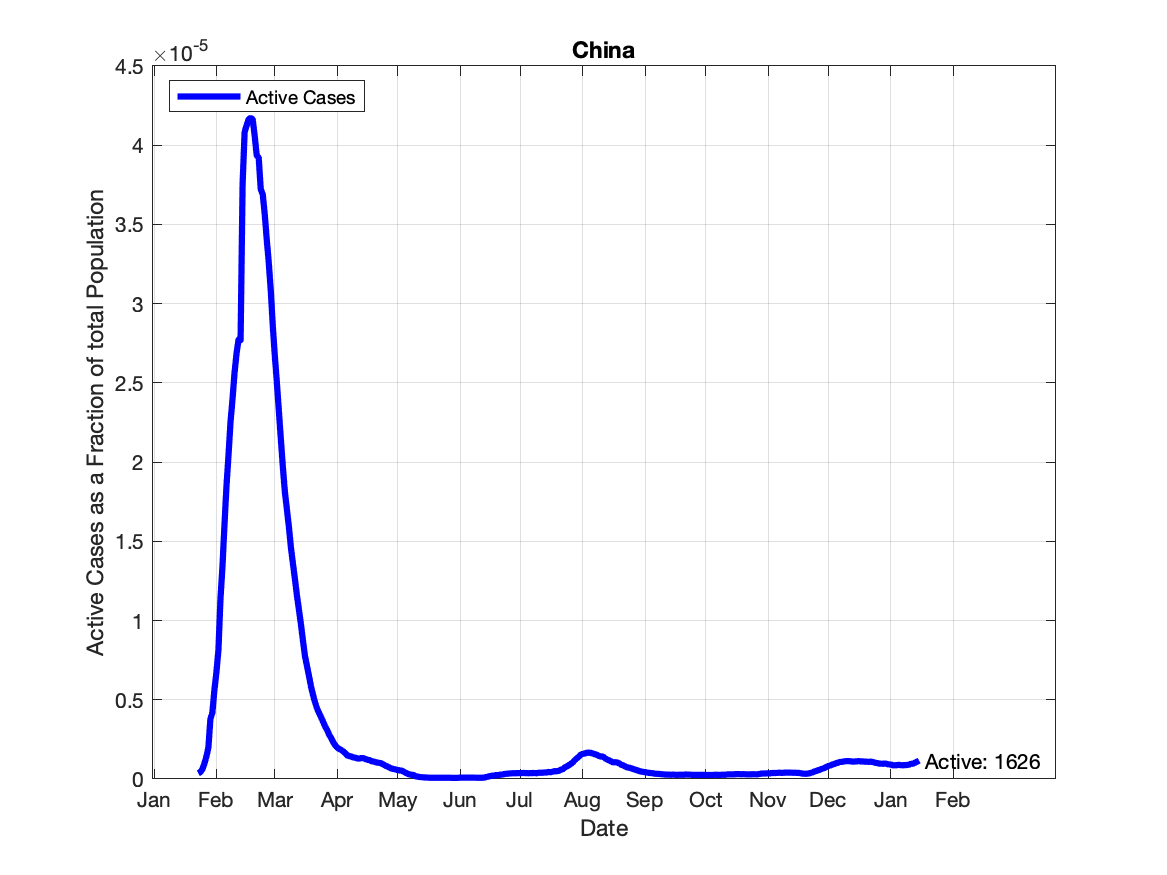 China
×10-5
4.5
4
3.5
3
2.5
2
1.5
1
0.5
0
Active Cases as a Fraction of total Population
Active Cases
Active: 1626
Jan Feb Mar Apr May Jun Jul Aug Sep Oct Nov Dec Jan Feb
Date